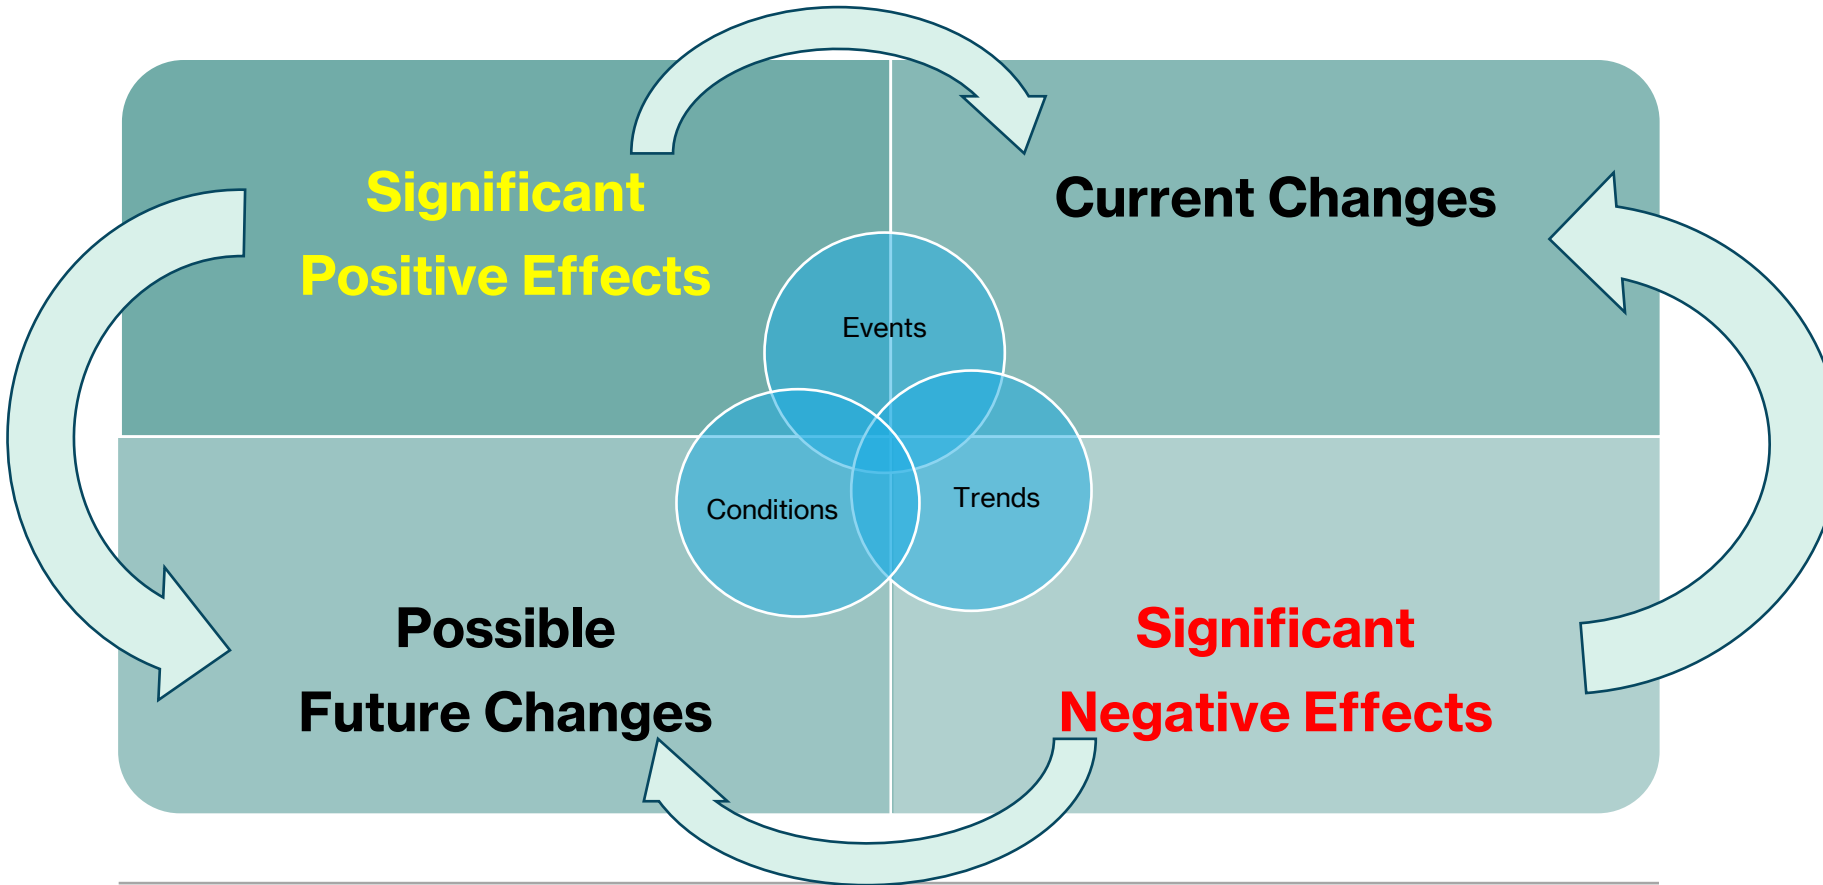 Significant
Positive Effects
Current Changes
Events
Conditions
Trends
Possible
Future Changes
Significant
Negative Effects